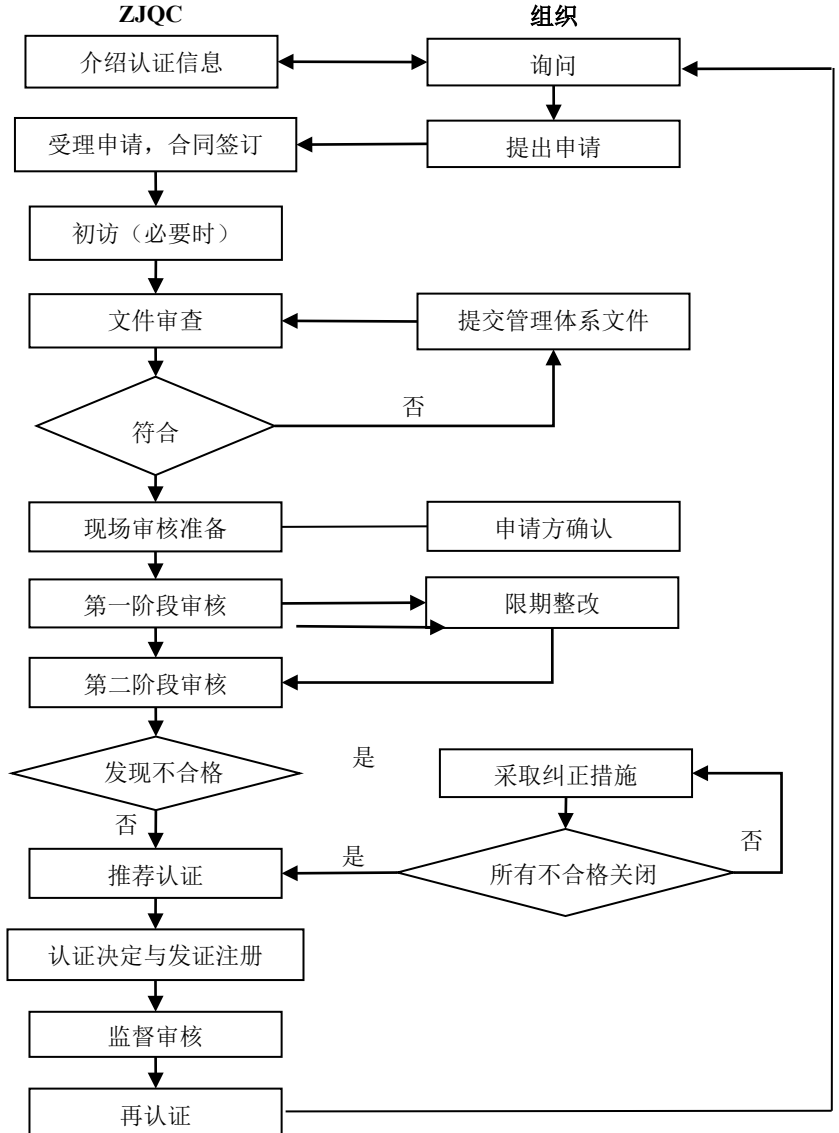 ZJQC
组织
介绍认证信息
询问
受理申请，合同签订
提出申请
初访（必要时）
文件审查
提交管理体系文件
符合
否
现场审核准备
申请方确认
第一阶段审核
限期整改
第二阶段审核
发现不合格
是
采取纠正措施
否
否
推荐认证
是
所有不合格关闭
认证决定与发证注册
监督审核
再认证